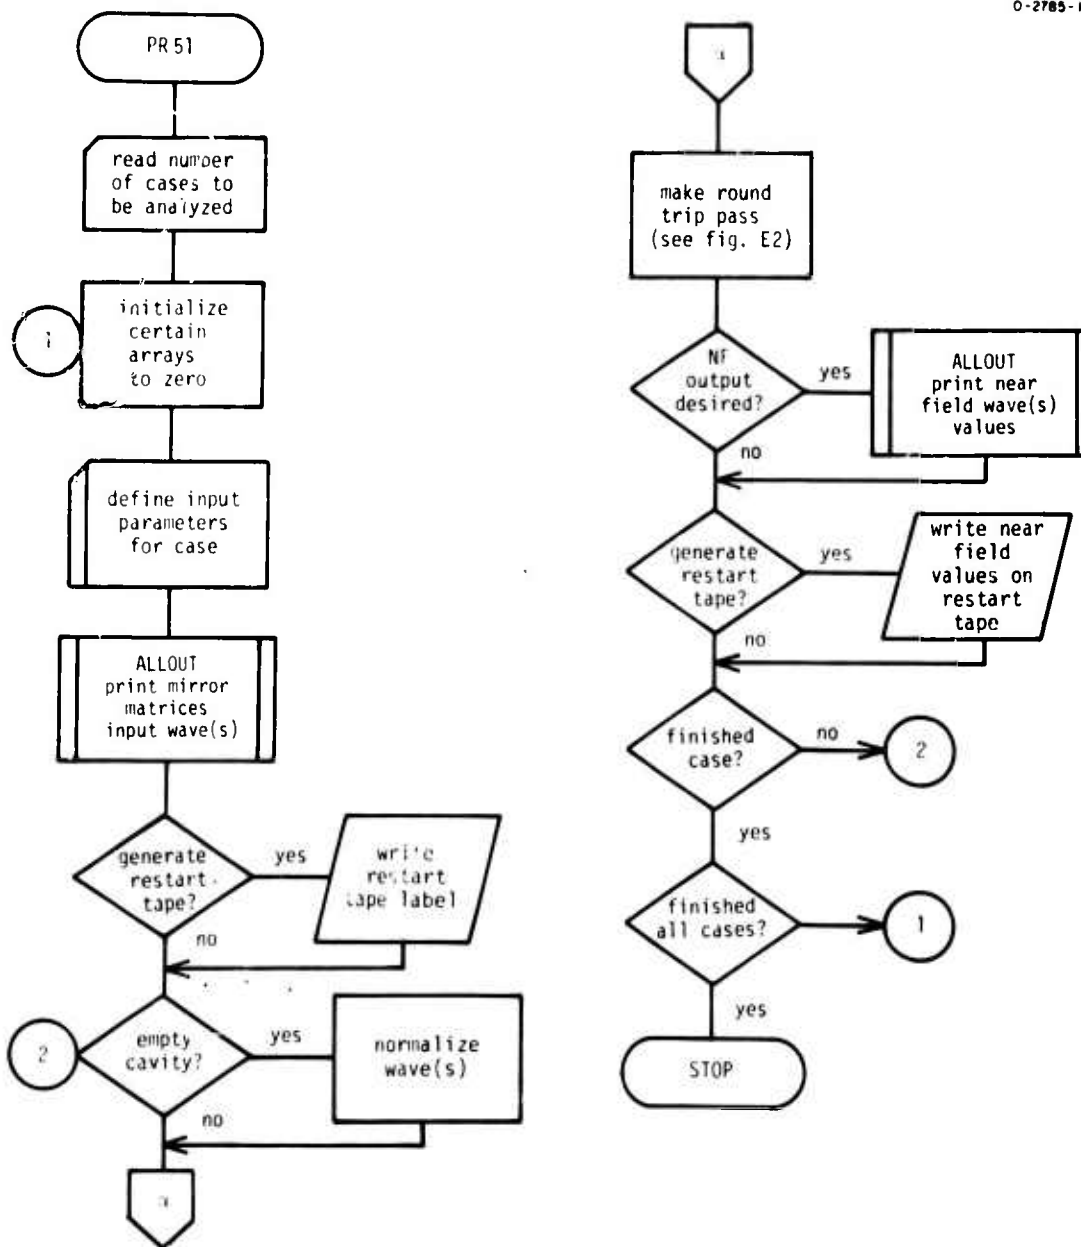 0-2785-1
PR51
read number
of cases to
be analyzed
1
initialize
certain
arrays
to zero
define input
parameters
for case
ALLOUT
print mirror
matrices
input wave(s)
generate
restart
tape?
yes
write
restart
tape label
no
2
empty
cavity?
yes
normalize
wave(s)
no
a
a
make round
trip pass
(see fig. E2)
NF
output
desired?
yes
ALLOUT
print near
field wave(s)
values
no
generate
restart
tape?
yes
write near
field
values on
restart
tape
no
finished
case?
no
2
yes
finished
all cases?
1
yes
STOP